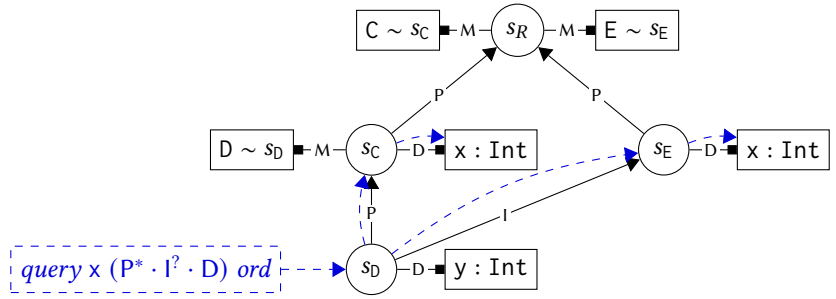 C ~ s_C M s_R M E ~ s_E
P P
D ~ s_D M s_C D x : Int s_E D x : Int
P I
query x (P* · I? · D) ord s_D D y : Int